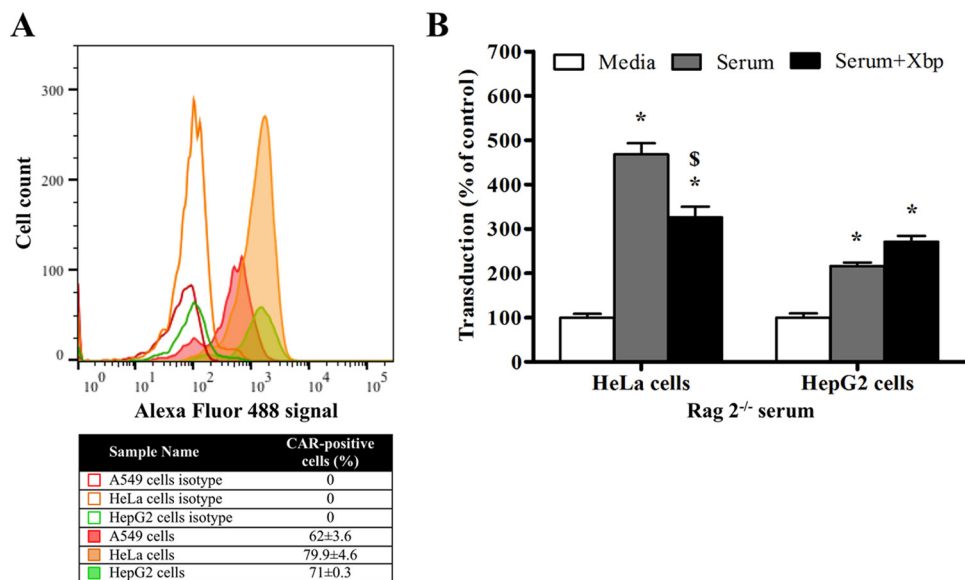 A
Cell count
300
200
100
0
10^0 10^1 10^2 10^3 10^4 10^5
Alexa Fluor 488 signal
Sample Name CAR-positive cells (%)
A549 cells isotype 0
HeLa cells isotype 0
HepG2 cells isotype 0
A549 cells 62±3.6
HeLa cells 79.9±4.6
HepG2 cells 71±0.3
B
Transduction (% of control)
700
600
500
400
300
200
100
0
Media Serum Serum+Xbp
*
$
*
*
*
HeLa cells HepG2 cells
Rag 2^-/- serum